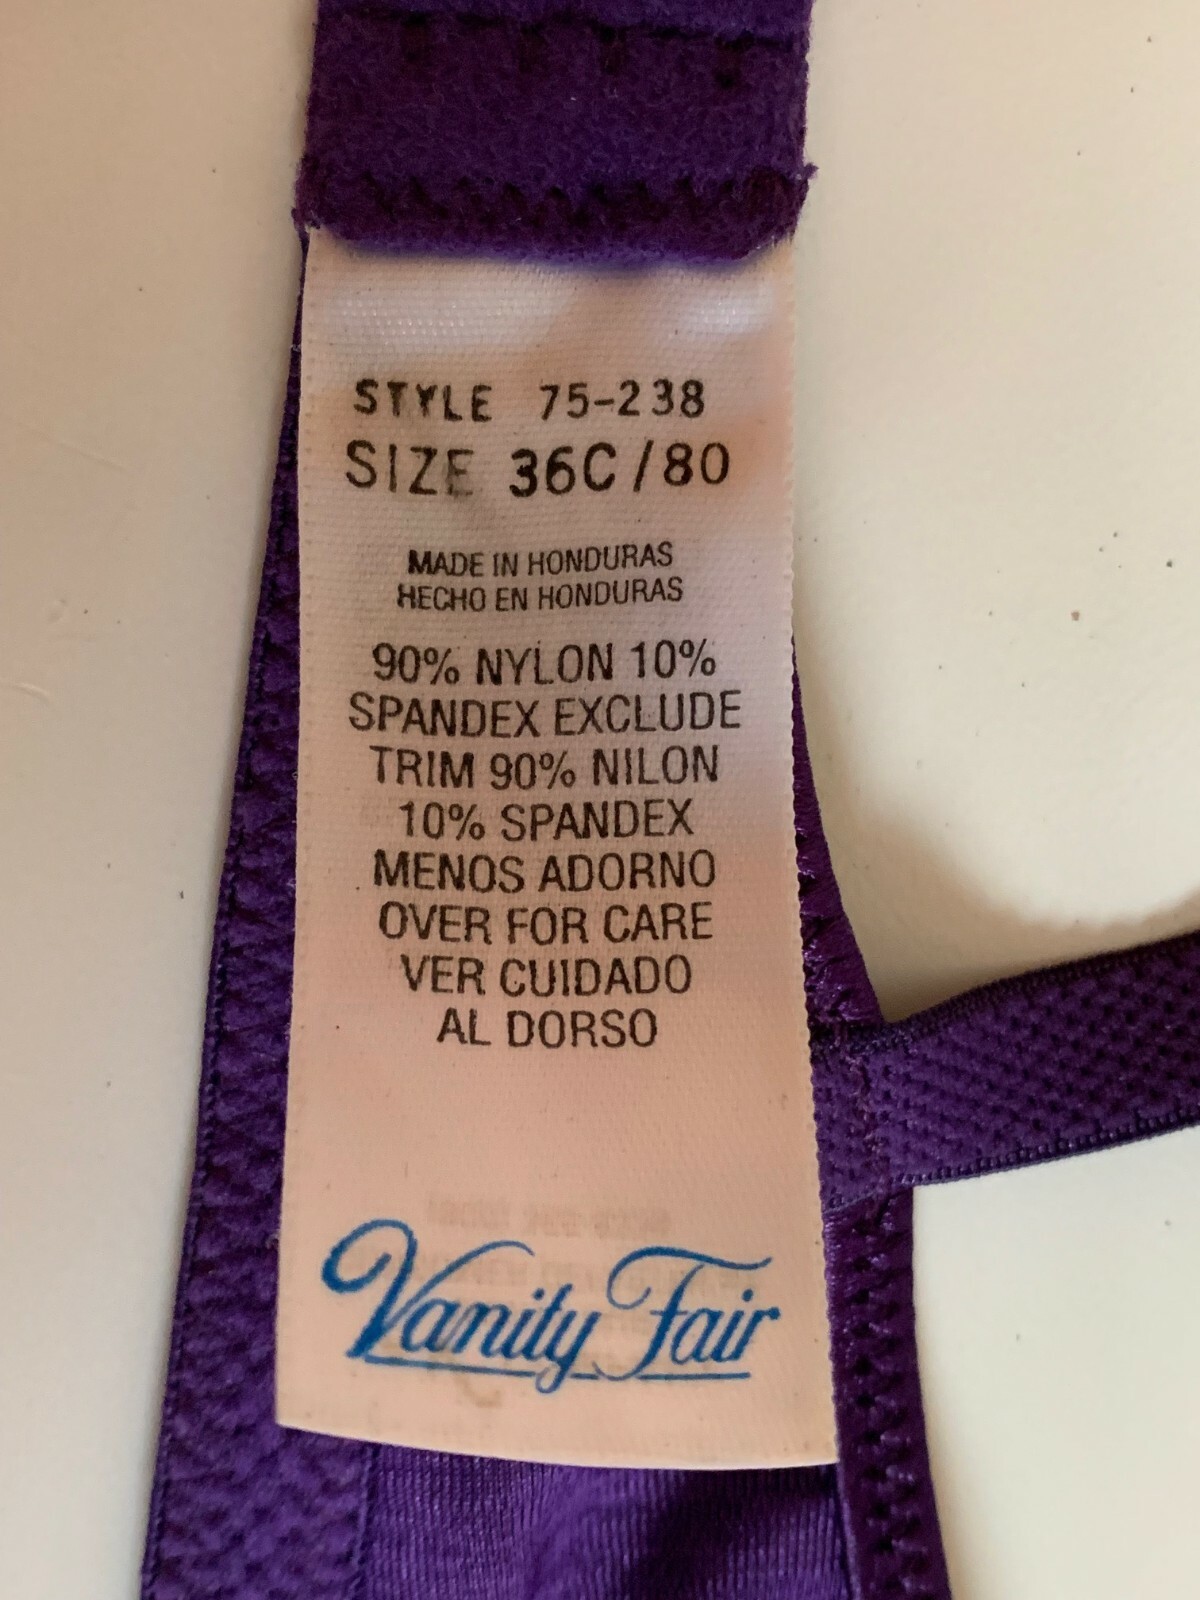 STYLE 75-238
SIZE 36C/80
MADE IN HONDURAS
HECHO EN HONDURAS
90% NYLON 10%
SPANDEX EXCLUDE
TRIM 90% NILON
10% SPANDEX
MENOS ADORNO
OVER FOR CARE
VER CUIDADO
AL DORSO
Vanity Fair